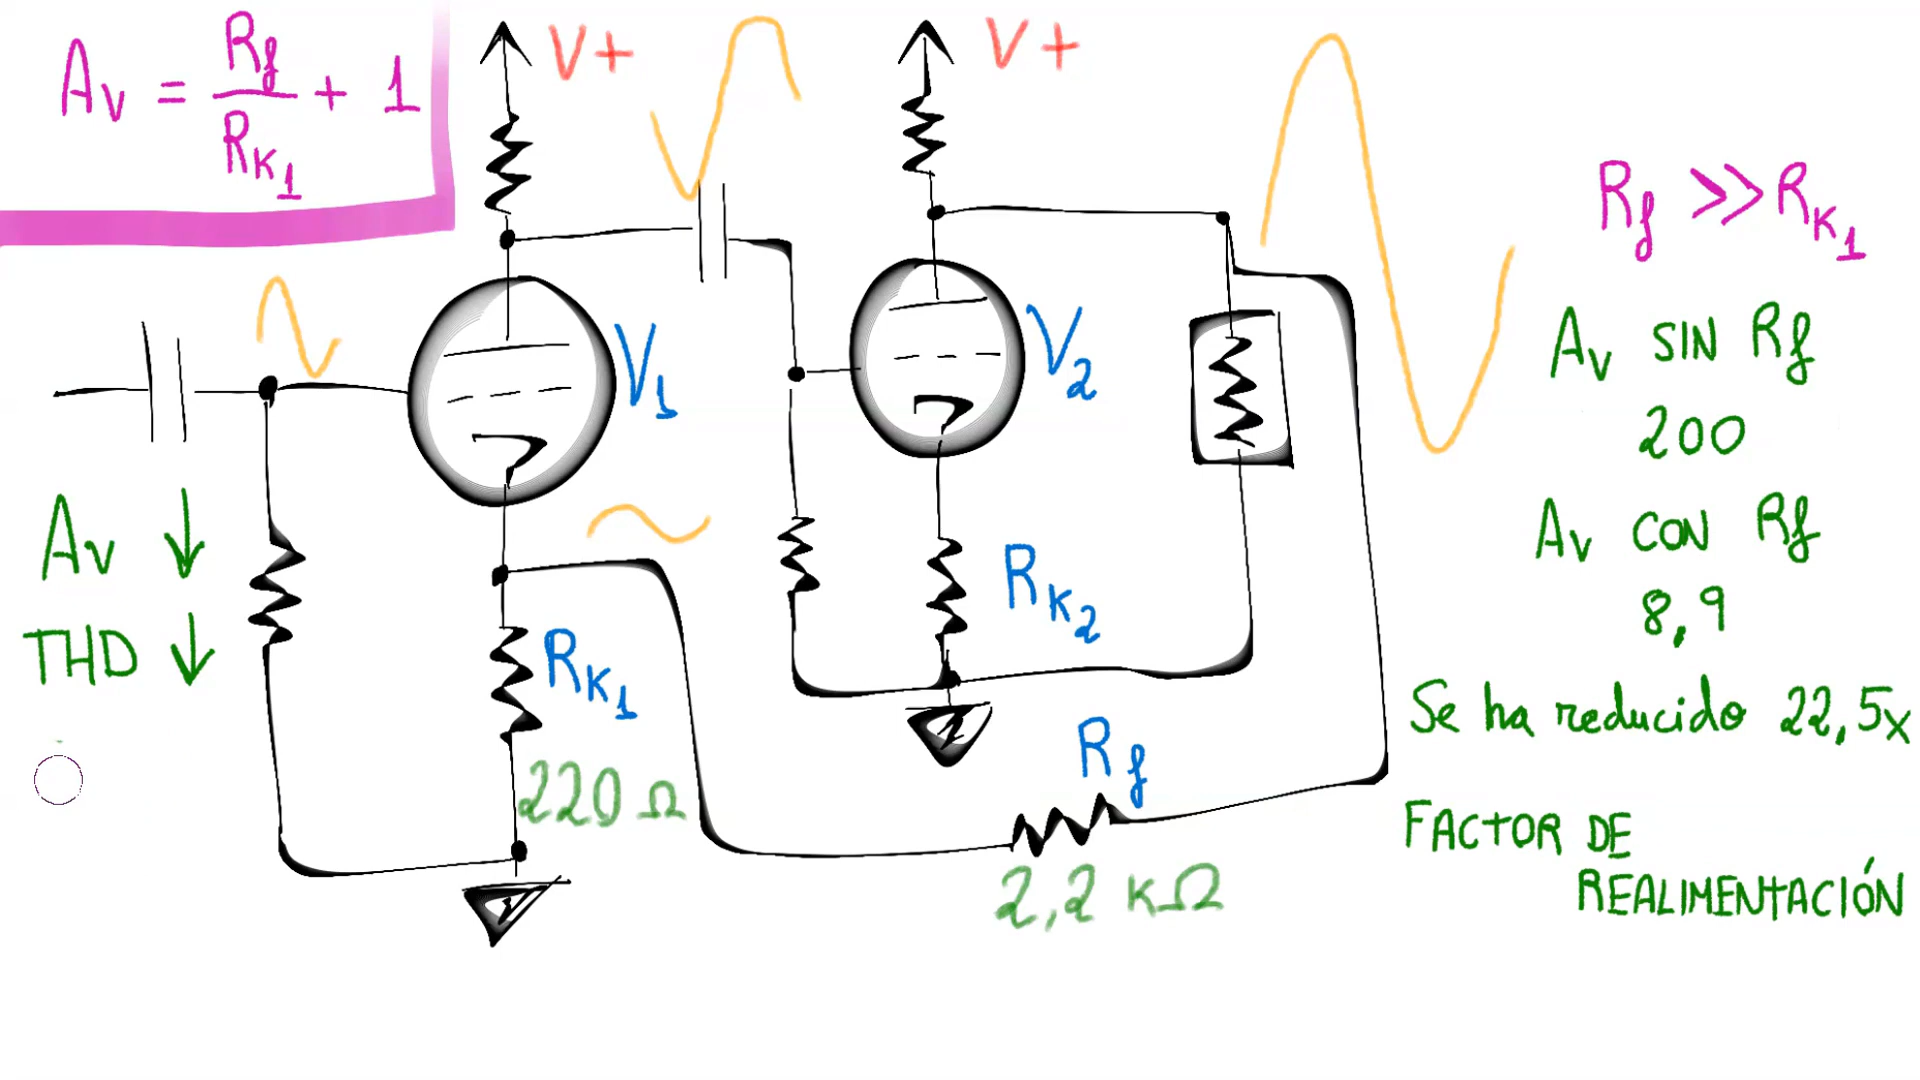 Av = Rf / RK1 + 1
V+
V+
Rf >> RK1
V1
V2
Av SIN Rf
200
Av CON Rf
8,9
Av ↓
THD ↓
RK1
RK2
220 Ω
Rf
2,2 kΩ
Se ha reducido 22,5x
FACTOR DE
REALIMENTACIÓN